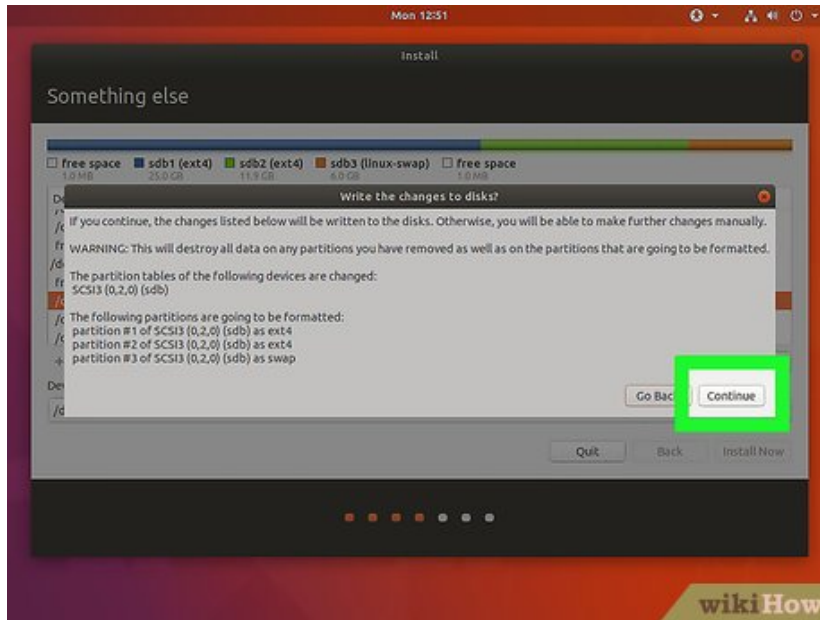 Mon 12:51
Install
Something else
free space sdb1 (ext4) sdb2 (ext4) sdb3 (linux-swap) free space
1.0 MB 25.0 GB 11.9 GB 6.0 GB 1.0 MB
Write the changes to disks?
If you continue, the changes listed below will be written to the disks. Otherwise, you will be able to make further changes manually.
WARNING: This will destroy all data on any partitions you have removed as well as on the partitions that are going to be formatted.
The partition tables of the following devices are changed:
SCSI3 (0,2,0) (sdb)
The following partitions are going to be formatted:
partition #1 of SCSI3 (0,2,0) (sdb) as ext4
partition #2 of SCSI3 (0,2,0) (sdb) as ext4
partition #3 of SCSI3 (0,2,0) (sdb) as swap
Go Bac Continue
Quit Back Install Now
wikiHow